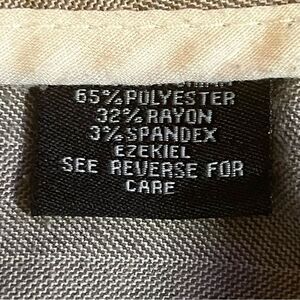 65% POLYESTER
32% RAYON
3% SPANDEX
EZEKIEL
SEE REVERSE FOR
CARE